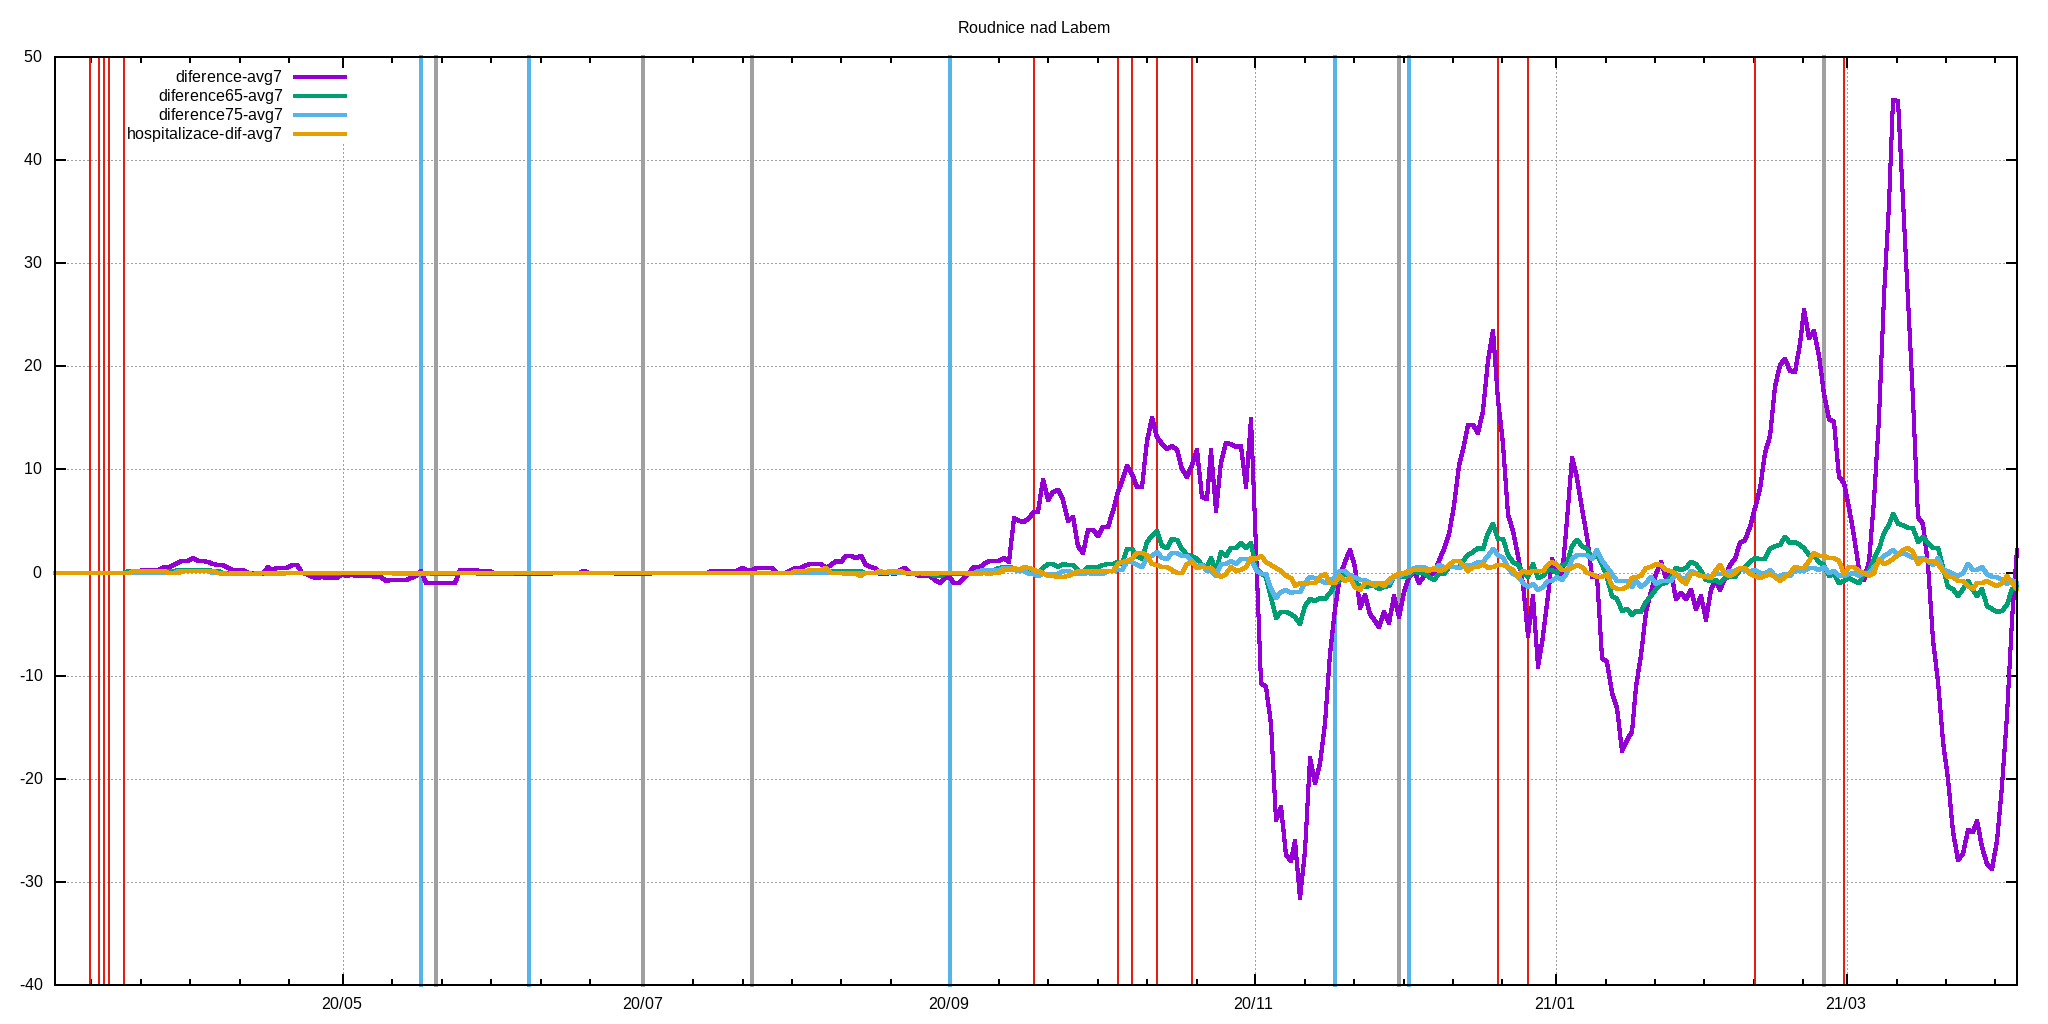 Roudnice nad Labem
50
40
30
20
10
0
-10
-20
-30
-40
diference-avg7
diference65-avg7
diference75-avg7
hospitalizace-dif-avg7
20/05 20/07 20/09 20/11 21/01 21/03